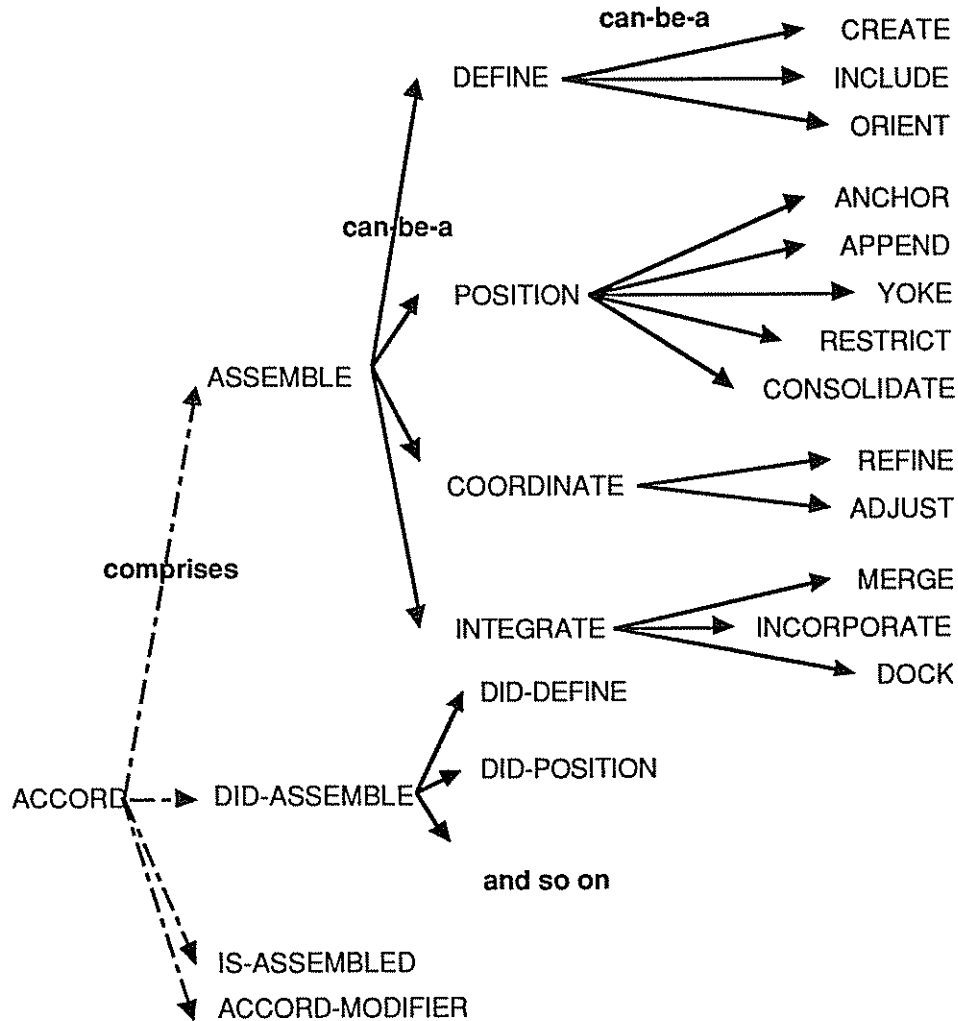 can-be-a
CREATE
DEFINE
INCLUDE
ORIENT
ANCHOR
can-be-a
APPEND
POSITION
YOKE
RESTRICT
ASSEMBLE
CONSOLIDATE
REFINE
COORDINATE
ADJUST
comprises
MERGE
INTEGRATE
INCORPORATE
DOCK
DID-DEFINE
DID-POSITION
ACCORD
DID-ASSEMBLE
and so on
IS-ASSEMBLED
ACCORD-MODIFIER